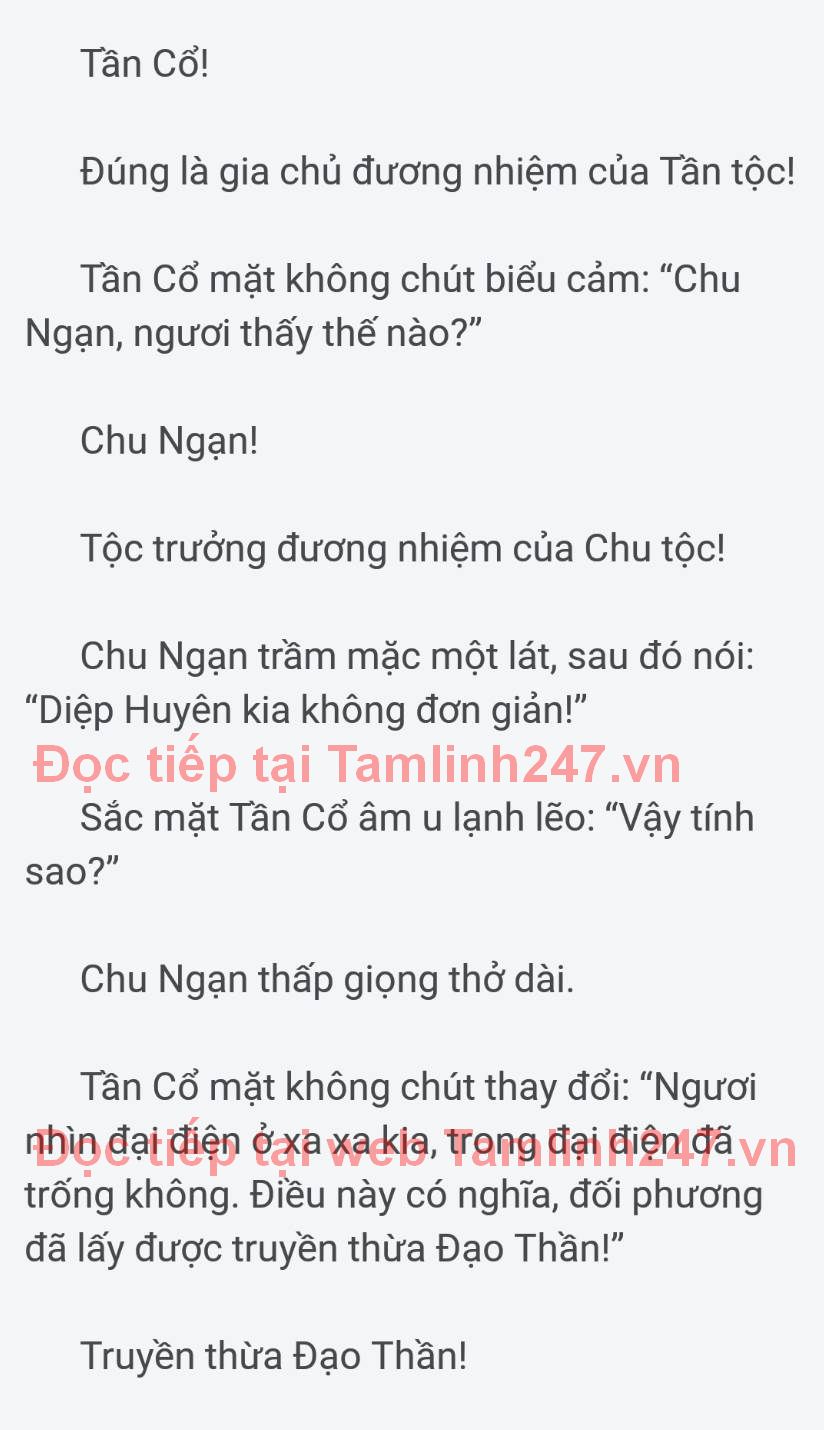 Tần Cổ!
Đúng là gia chủ đương nhiệm của Tần tộc!
Tần Cổ mặt không chút biểu cảm: “Chu
Ngạn, ngươi thấy thế nào?”
Chu Ngạn!
Tộc trưởng đương nhiệm của Chu tộc!
Chu Ngạn trầm mặc một lát, sau đó nói:
“Diệp Huyên kia không đơn giản!”
Đọc tiếp tại Tamlinh247.vn
Sắc mặt Tần Cổ âm u lạnh lẽo: “Vậy tính
sao?”
Chu Ngạn thấp giọng thở dài.
Tần Cổ mặt không chút thay đổi: “Ngươi
nhìn đại điện ở xa xa kia, trong đại điện đã
Đọc tiếp tại web Tamlinh247.vn
trống không. Điều này có nghĩa, đối phương
đã lấy được truyền thừa Đạo Thần!”
Truyền thừa Đạo Thần!